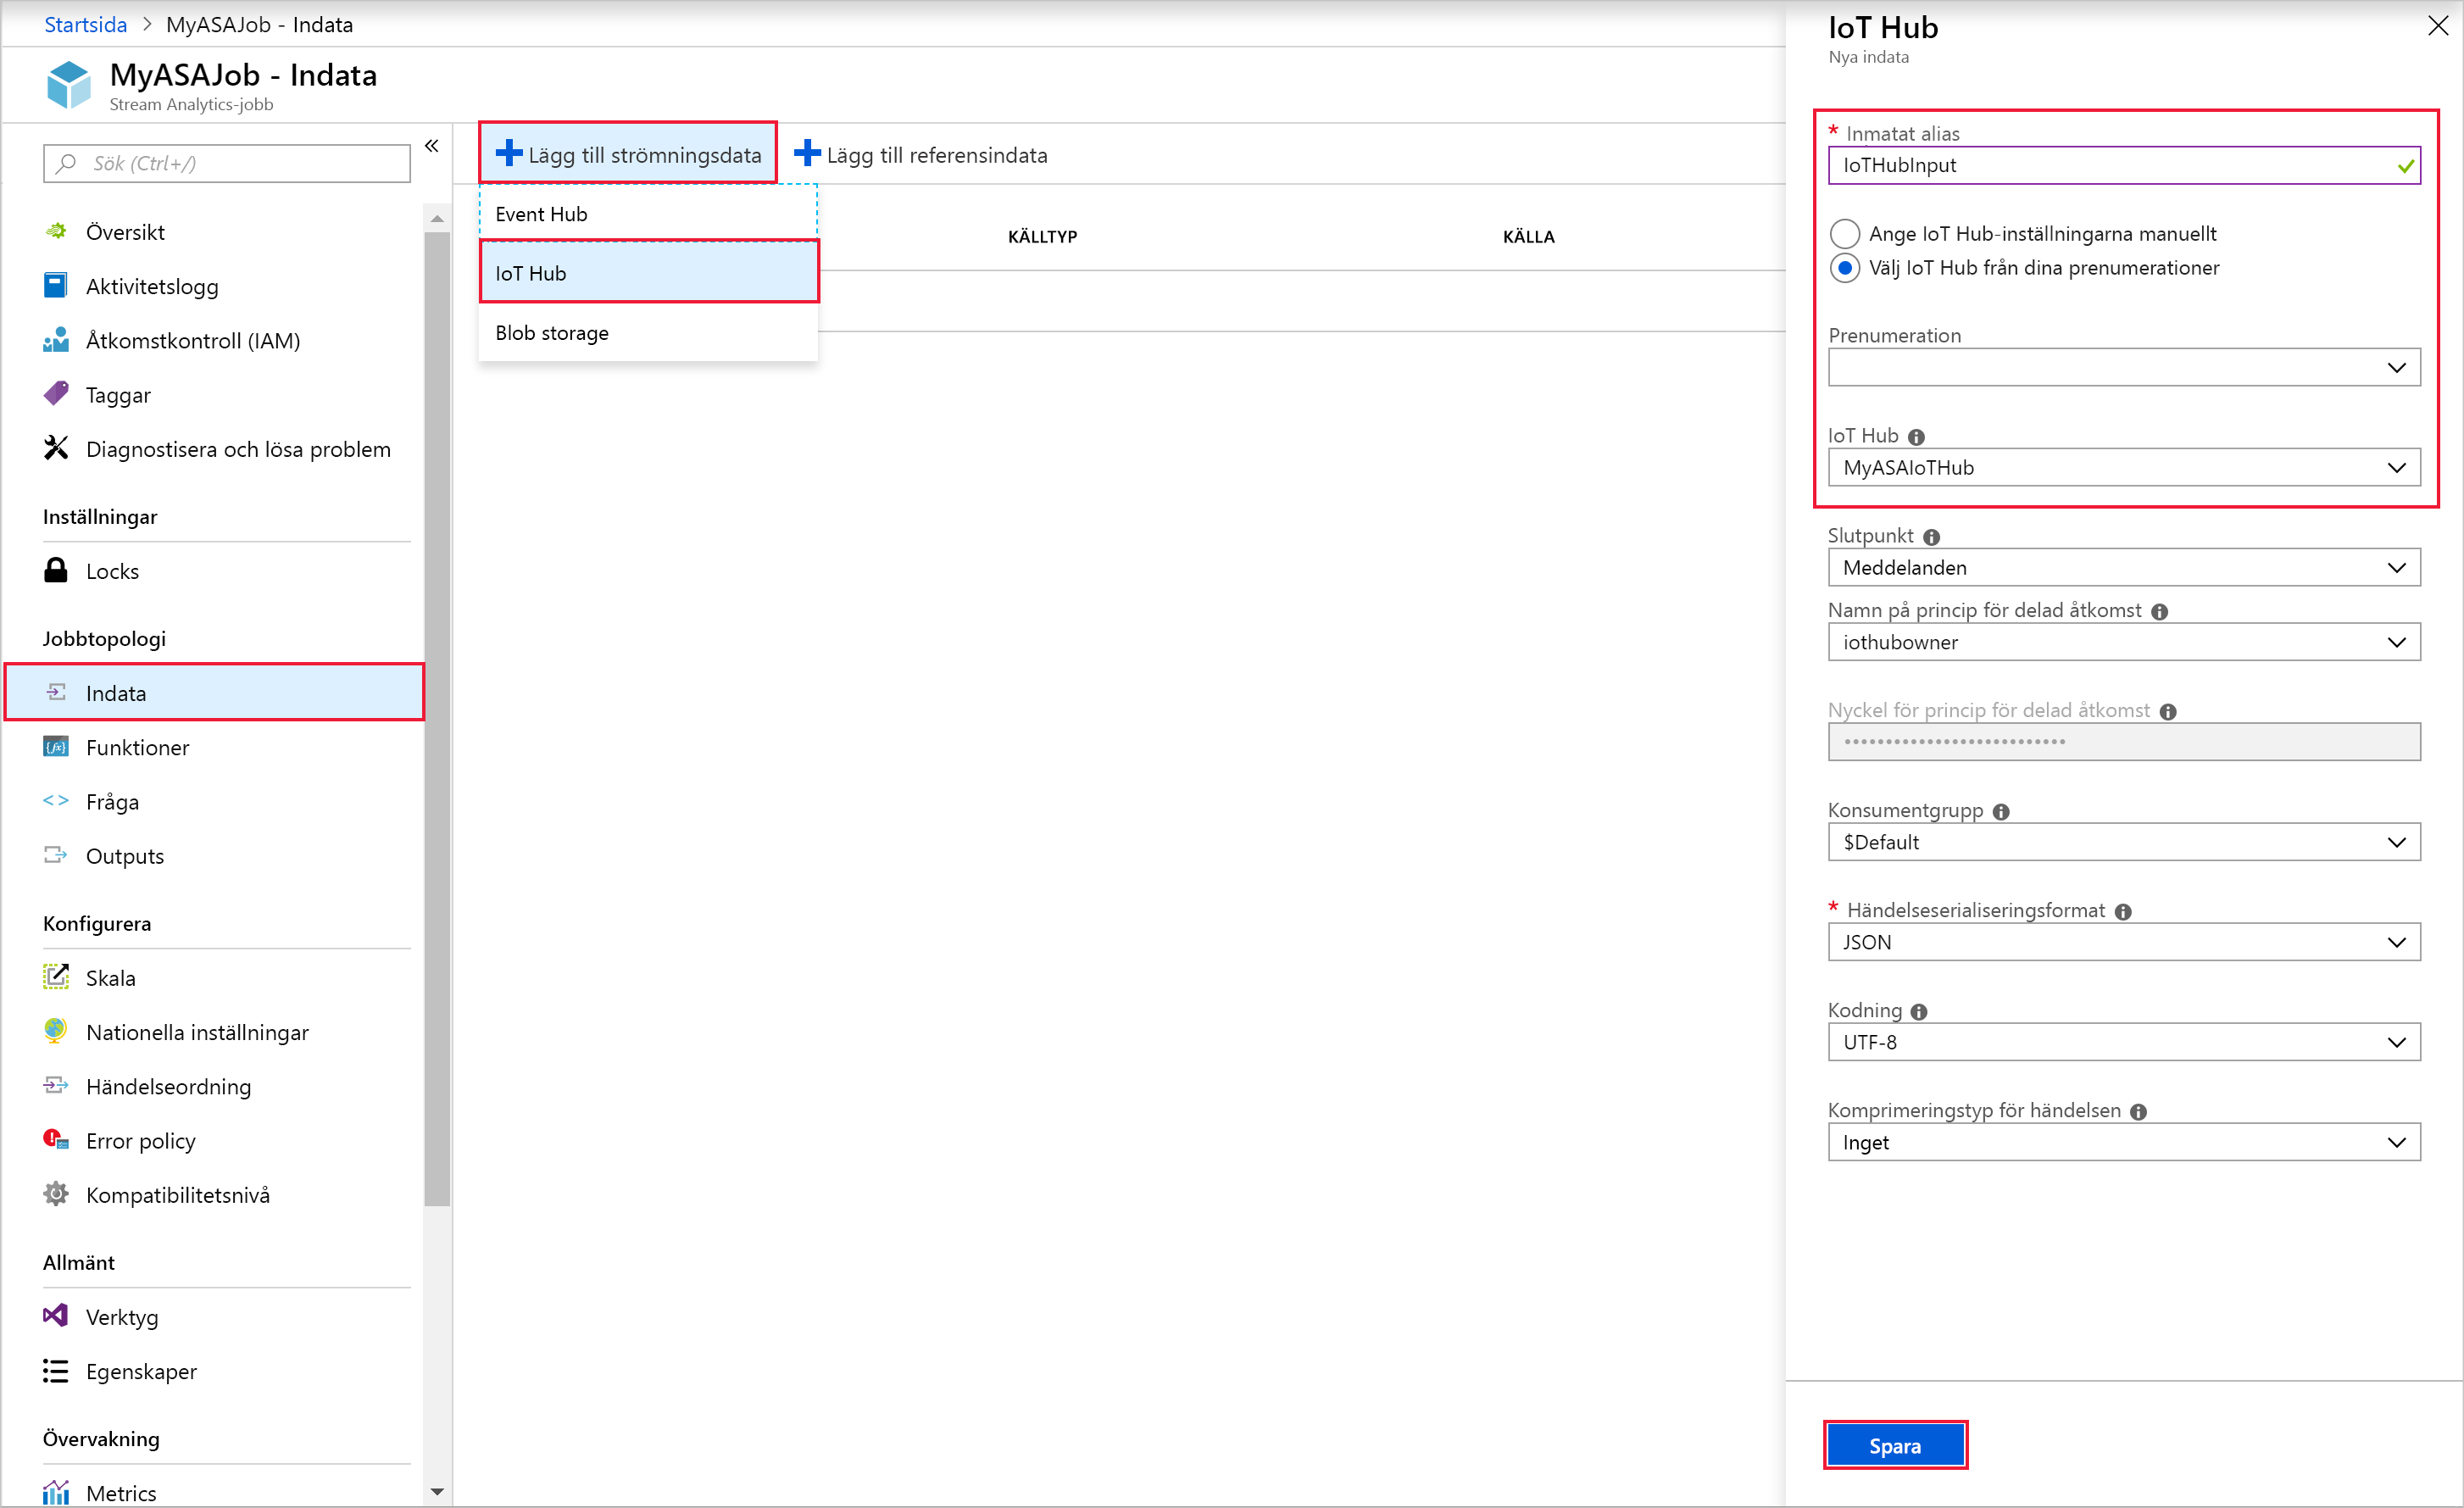 Startsida > MyASAJob - Indata
MyASAJob - Indata
Stream Analytics-jobb
Sök (Ctrl+/)
Översikt
Aktivitetslogg
Åtkomstkontroll (IAM)
Taggar
Diagnostisera och lösa problem
Inställningar
Locks
Jobbtopologi
Indata
Funktioner
Fråga
Outputs
Konfigurera
Skala
Nationella inställningar
Händelseordning
Error policy
Kompatibilitetsnivå
Allmänt
Verktyg
Egenskaper
Övervakning
Metrics
Lägg till strömningsdata
Lägg till referensindata
Event Hub
IoT Hub
Blob storage
KÄLLTYP
KÄLLA
IoT Hub
Nya indata
* Inmatat alias
IoTHubInput
Ange IoT Hub-inställningarna manuellt
Välj IoT Hub från dina prenumerationer
Prenumeration
IoT Hub
MyASAIoTHub
Slutpunkt
Meddelanden
Namn på princip för delad åtkomst
iothubowner
Nyckel för princip för delad åtkomst
•••••••••••••••••••••••••••
Konsumentgrupp
$Default
* Händelseserialiseringsformat
JSON
Kodning
UTF-8
Komprimeringstyp för händelsen
Inget
Spara